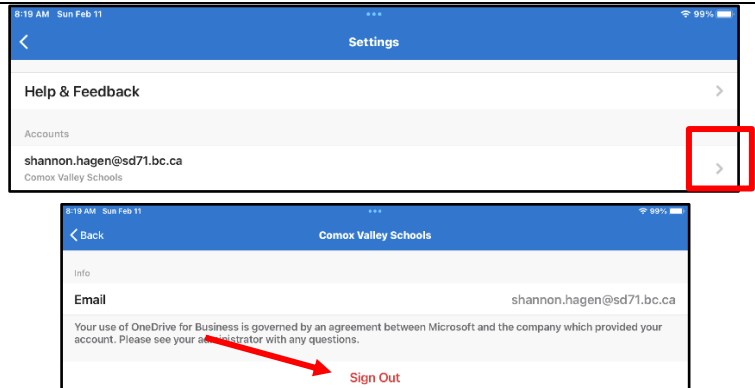 8:19 AM Sun Feb 11
99%
Settings
Help & Feedback
Accounts
shannon.hagen@sd71.bc.ca
Comox Valley Schools
8:19 AM Sun Feb 11
99%
Back
Comox Valley Schools
Info
Email
shannon.hagen@sd71.bc.ca
Your use of OneDrive for Business is governed by an agreement between Microsoft and the company which provided your
account. Please see your administrator with any questions.
Sign Out